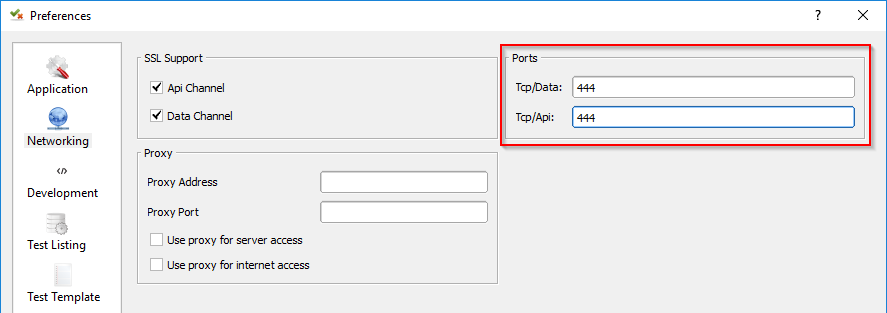 Preferences
?
Application
Networking
</>
Development
Test Listing
Test Template
SSL Support
Api Channel
Data Channel
Proxy
Proxy Address
Proxy Port
Use proxy for server access
Use proxy for internet access
Ports
Tcp/Data: 444
Tcp/Api: 444